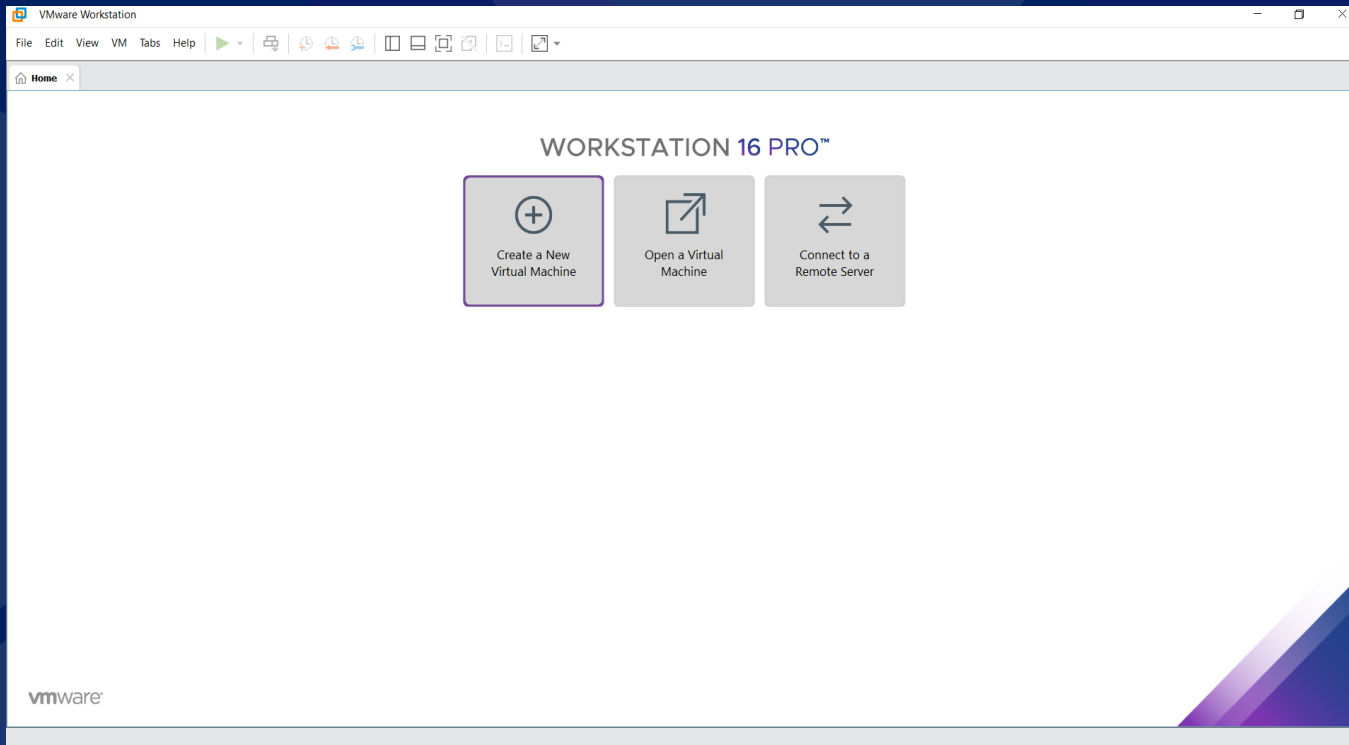 VMware Workstation
File Edit View VM Tabs Help
Home
WORKSTATION 16 PRO™
Create a New
Virtual Machine
Open a Virtual
Machine
Connect to a
Remote Server
vmware®